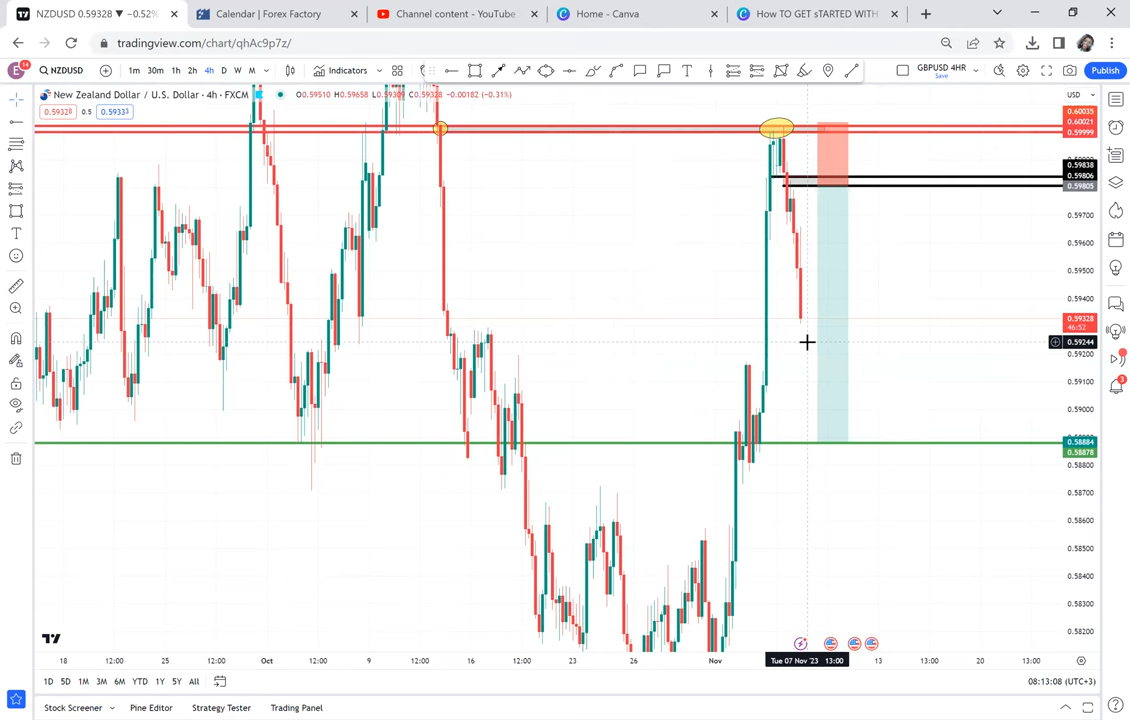 NZDUSD 0.59328 ▼ −0.52%
Calendar | Forex Factory
Channel content - YouTube
Home - Canva
How TO GET sTARTED WITH
tradingview.com/chart/qhAc9p7z/
E
14
NZDUSD
1m 30m 1h 2h 4h D W M
Indicators
GBPUSD 4HR
Save
Publish
New Zealand Dollar / U.S. Dollar · 4h · FXCM
O0.59510 H0.59658 L0.59309 C0.59328 −0.00182 (−0.31%)
USD
59328
0.5
0.59333
0.60035
0.60021
0.59999
0.59838
0.59806
0.59805
0.59700
0.59600
0.59500
0.59400
0.59328
46:52
0.59244
0.59200
0.59100
0.59000
0.58884
0.58878
0.58800
0.58700
0.58600
0.58500
0.58400
0.58300
0.58200
3
18 12:00 25 12:00 Oct 12:00 9 12:00 16 12:00 23 26 Nov Tue 07 Nov '23 13:00 13 12:00 20 13:00
1D 5D 1M 3M 6M YTD 1Y 5Y All
08:13:08 (UTC+3)
Stock Screener
Pine Editor
Strategy Tester
Trading Panel